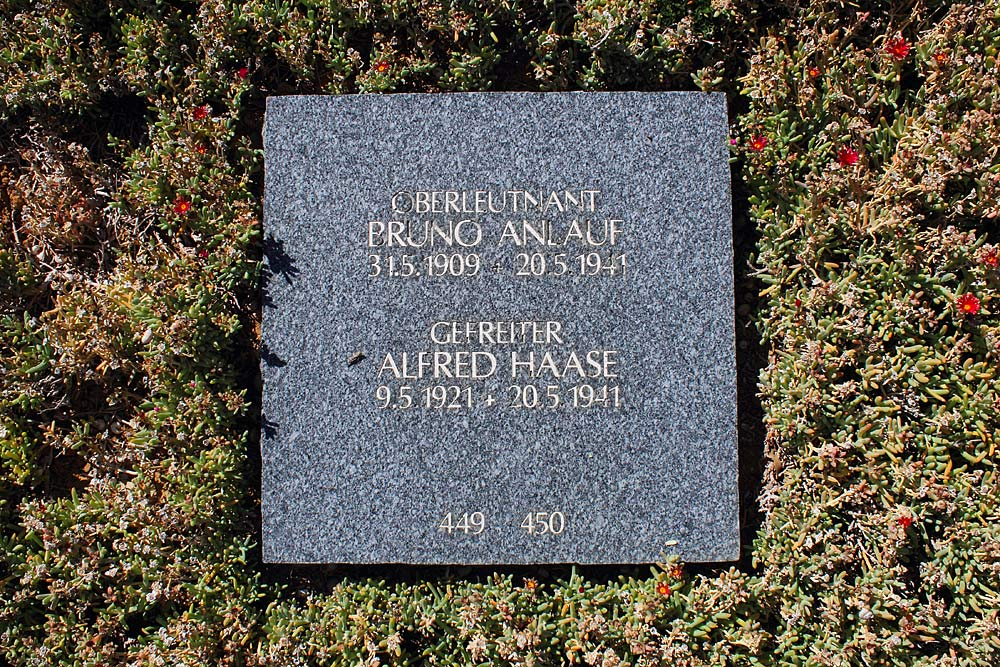 OBERLEUTNANT
BRUNO ANLAUF
31.5.1909 + 20.5.1941
GEFREITER
ALFRED HAASE
9.5.1921 + 20.5.1941
449 450